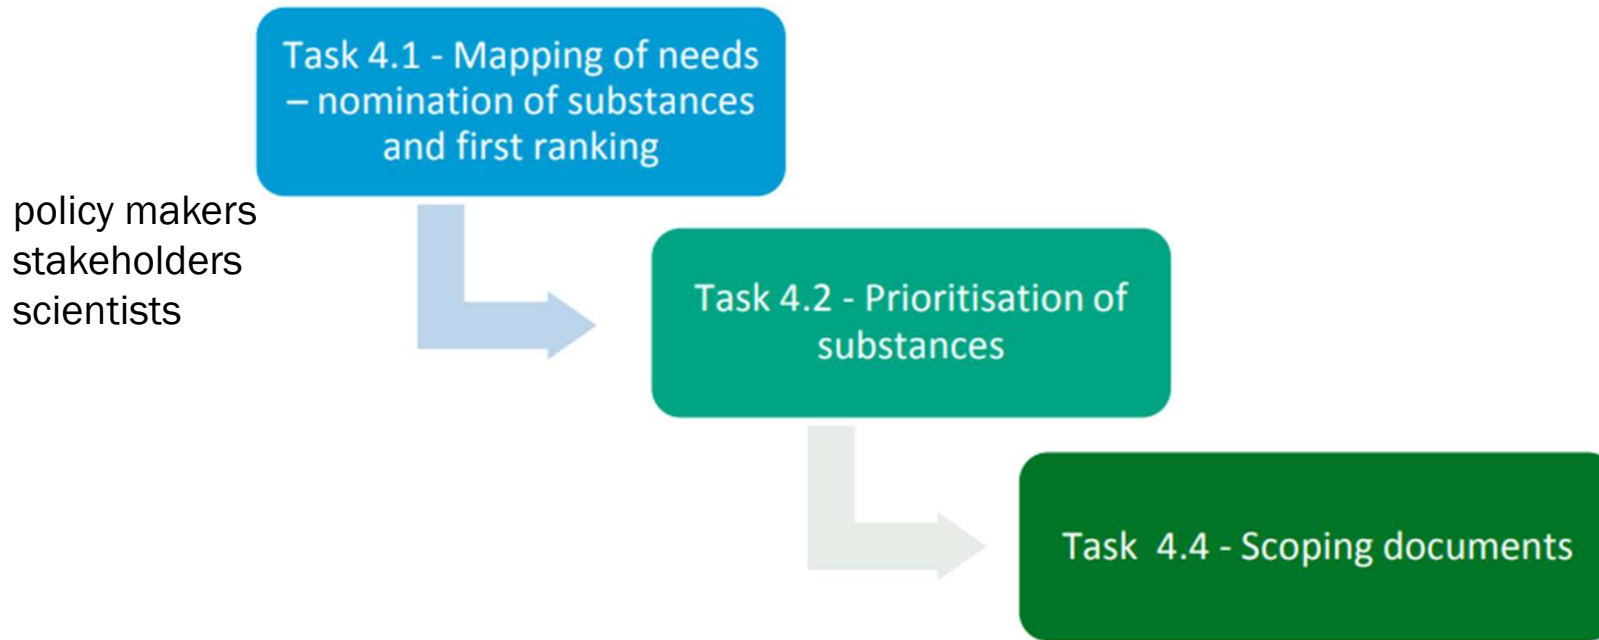 Task 4.1 - Mapping of needs
– nomination of substances
and first ranking
policy makers
stakeholders
scientists
Task 4.2 - Prioritisation of
substances
Task  4.4 - Scoping documents